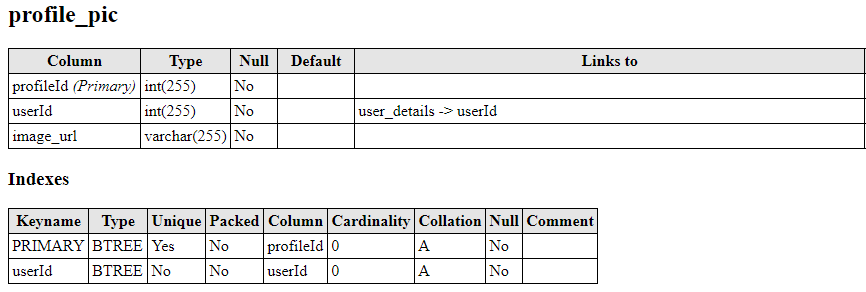 profile_pic
Column Type Null Default Links to
profileId (Primary) int(255) No
userId int(255) No user_details -> userId
image_url varchar(255) No
Indexes
Keyname Type Unique Packed Column Cardinality Collation Null Comment
PRIMARY BTREE Yes No profileId 0 A No
userId BTREE No No userId 0 A No